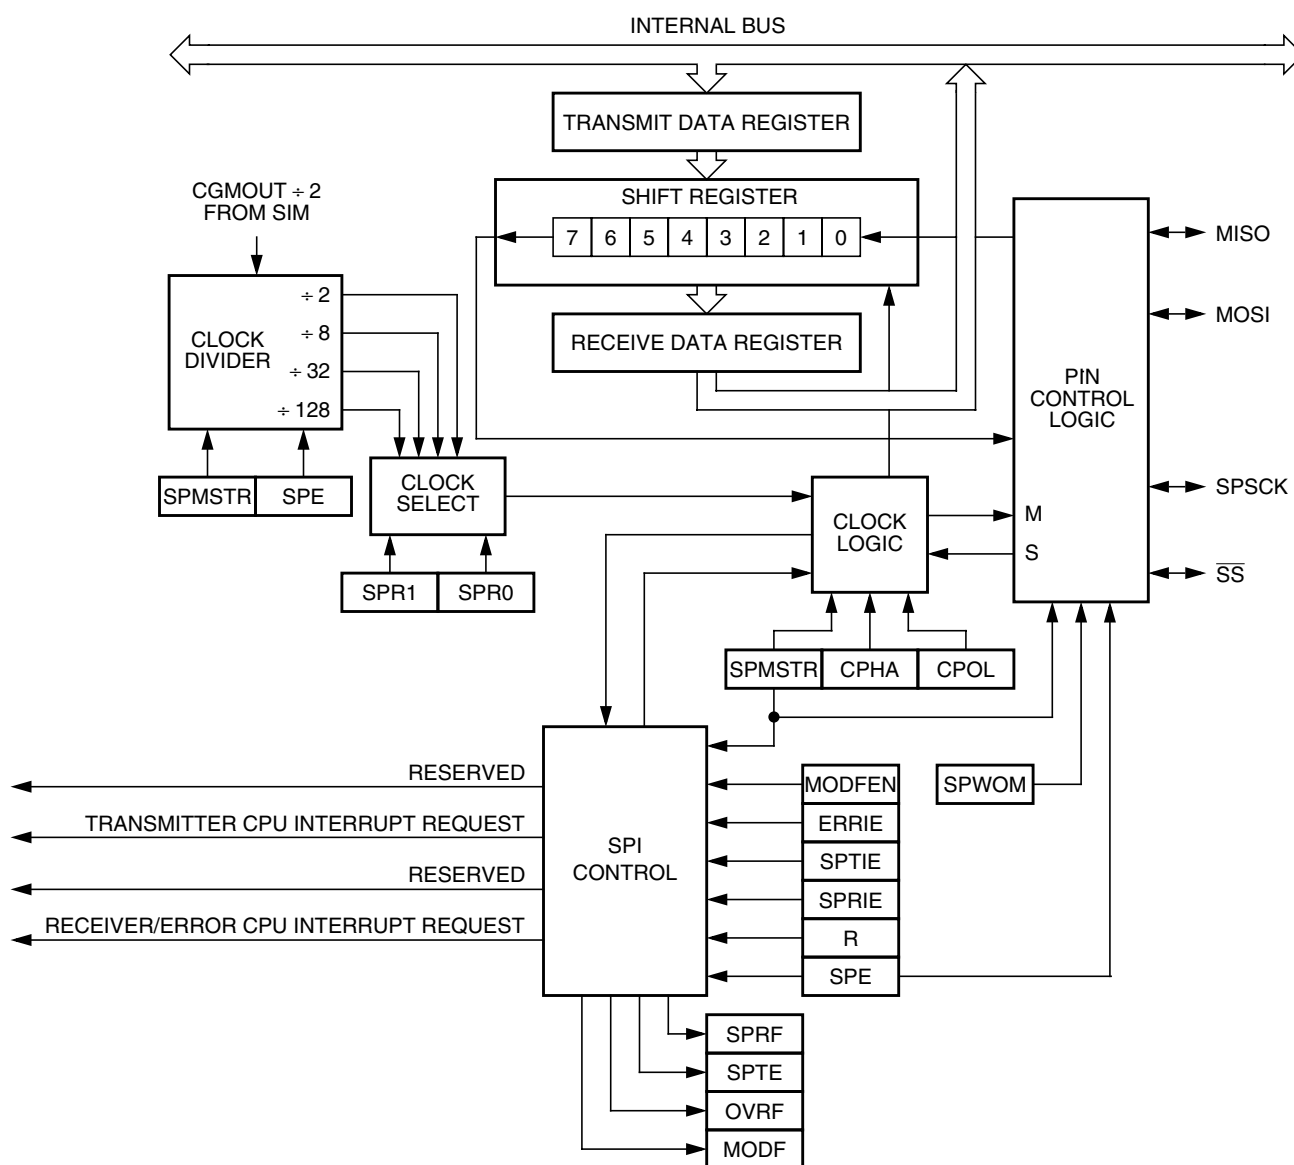 INTERNAL BUS
TRANSMIT DATA REGISTER
SHIFT REGISTER
7 6 5 4 3 2 1 0
RECEIVE DATA REGISTER
CGMOUT ÷ 2
FROM SIM
CLOCK
DIVIDER
÷ 2
÷ 8
÷ 32
÷ 128
SPMSTR SPE
CLOCK
SELECT
SPR1 SPR0
CLOCK
LOGIC
M
S
PIN
CONTROL
LOGIC
MISO
MOSI
SPSCK
S̅S̅
SPMSTR CPHA CPOL
SPWOM
MODFEN
ERRIE
SPTIE
SPRIE
R
SPE
SPI
CONTROL
RESERVED
TRANSMITTER CPU INTERRUPT REQUEST
RESERVED
RECEIVER/ERROR CPU INTERRUPT REQUEST
SPRF
SPTE
OVRF
MODF